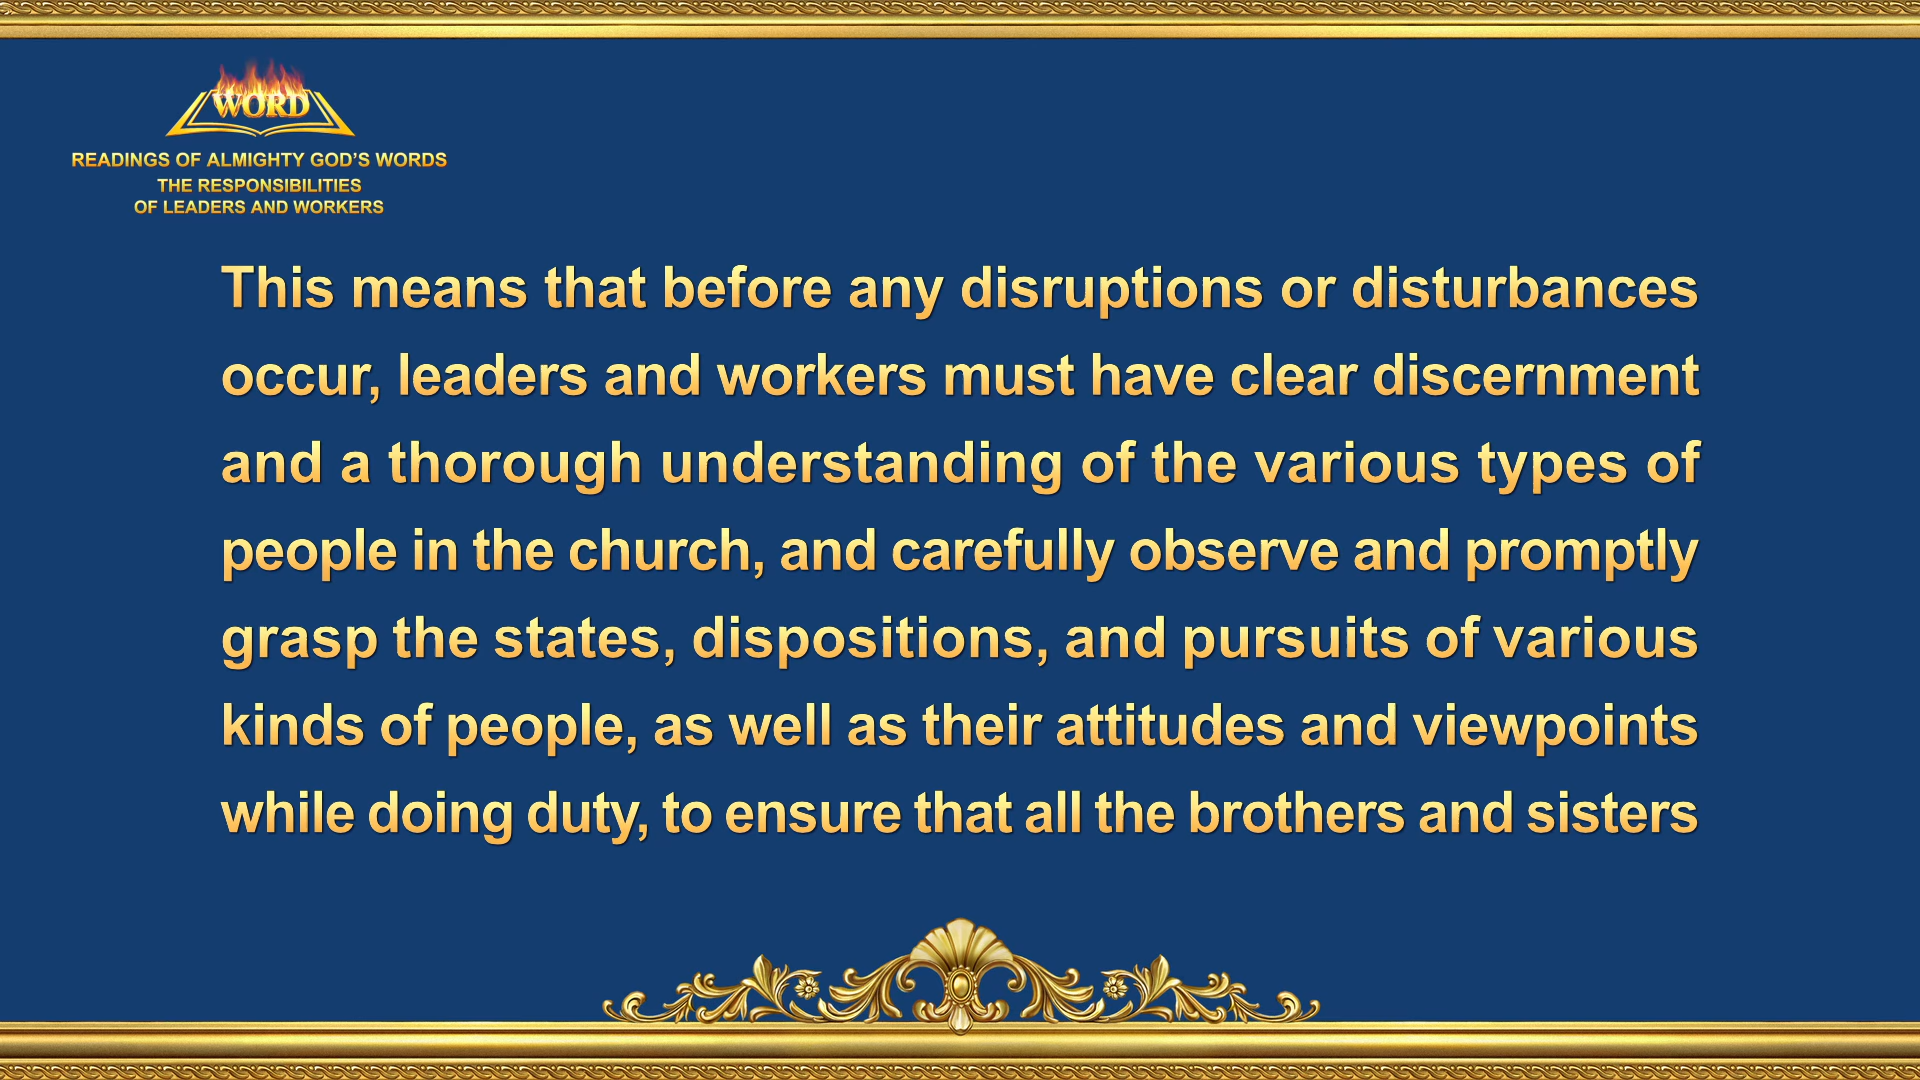 WORD
READINGS OF ALMIGHTY GOD’S WORDS
THE RESPONSIBILITIES
OF LEADERS AND WORKERS
This means that before any disruptions or disturbances
occur, leaders and workers must have clear discernment
and a thorough understanding of the various types of
people in the church, and carefully observe and promptly
grasp the states, dispositions, and pursuits of various
kinds of people, as well as their attitudes and viewpoints
while doing duty, to ensure that all the brothers and sisters